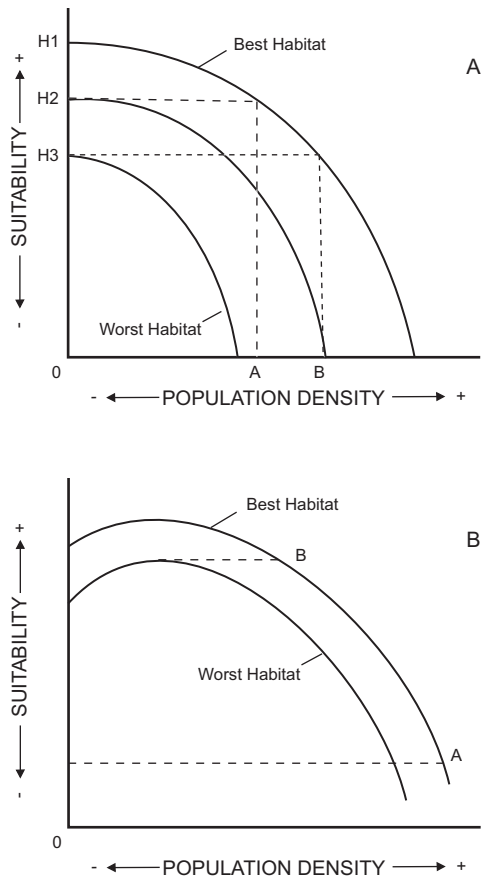 H1
Best Habitat
A
+
H2
H3
SUITABILITY
Worst Habitat
-
0
A
B
- POPULATION DENSITY +
Best Habitat
B
+
B
Worst Habitat
SUITABILITY
A
-
0
- POPULATION DENSITY +